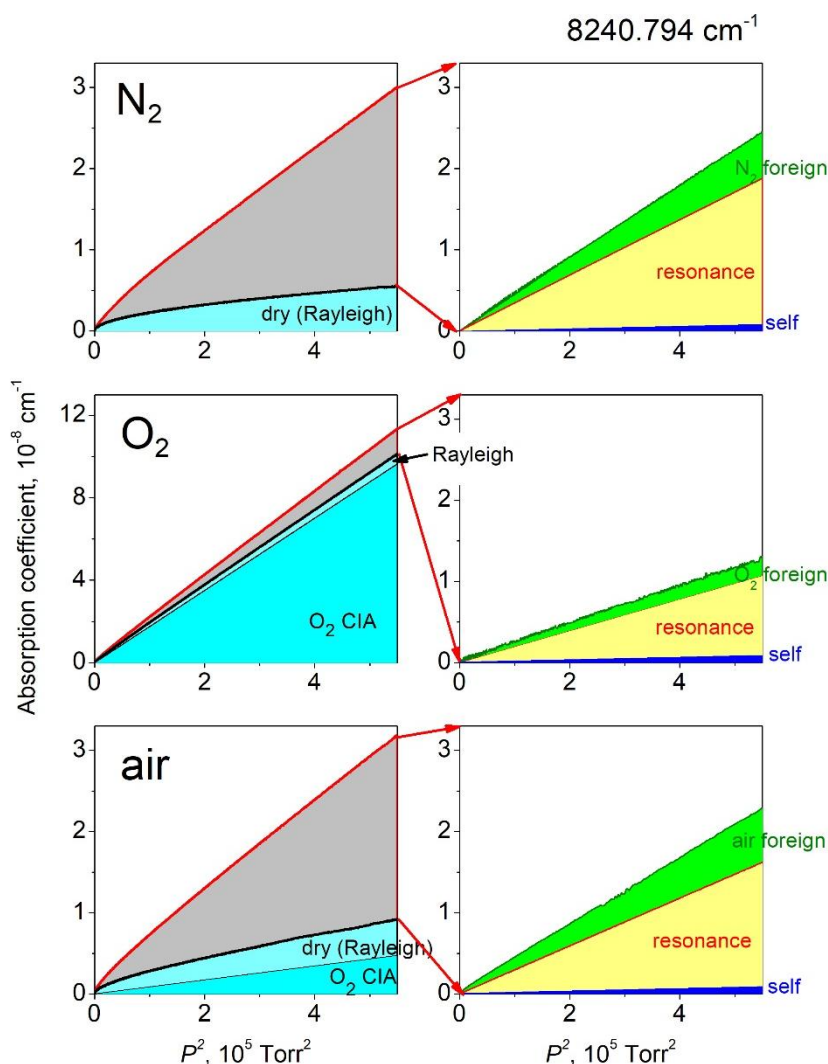 8240.794 cm⁻¹
Absorption coefficient, 10⁻⁸ cm⁻¹
N₂
3
2
1
0
0
2
4
dry (Rayleigh)
3
2
1
0
0
2
4
N₂ foreign
resonance
self
O₂
12
8
4
0
0
2
4
Rayleigh
O₂ CIA
3
2
1
0
0
2
4
O₂ foreign
resonance
self
air
3
2
1
0
0
2
4
dry (Rayleigh)
O₂ CIA
P², 10⁵ Torr²
3
2
1
0
0
2
4
air foreign
resonance
self
P², 10⁵ Torr²